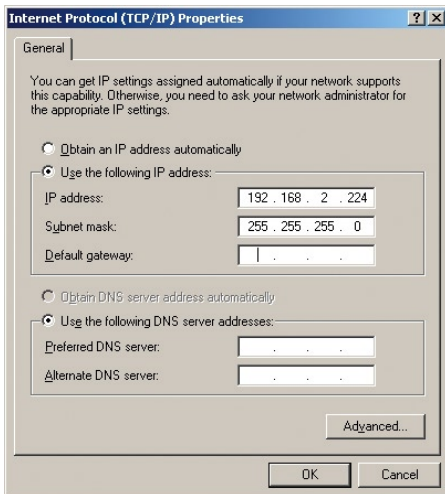 Internet Protocol (TCP/IP) Properties
General
You can get IP settings assigned automatically if your network supports
this capability. Otherwise, you need to ask your network administrator for
the appropriate IP settings.
Obtain an IP address automatically
Use the following IP address:
IP address: 192 . 168 . 2 . 224
Subnet mask: 255 . 255 . 255 . 0
Default gateway: . . .
Obtain DNS server address automatically
Use the following DNS server addresses:
Preferred DNS server: . . .
Alternate DNS server: . . .
Advanced...
OK Cancel